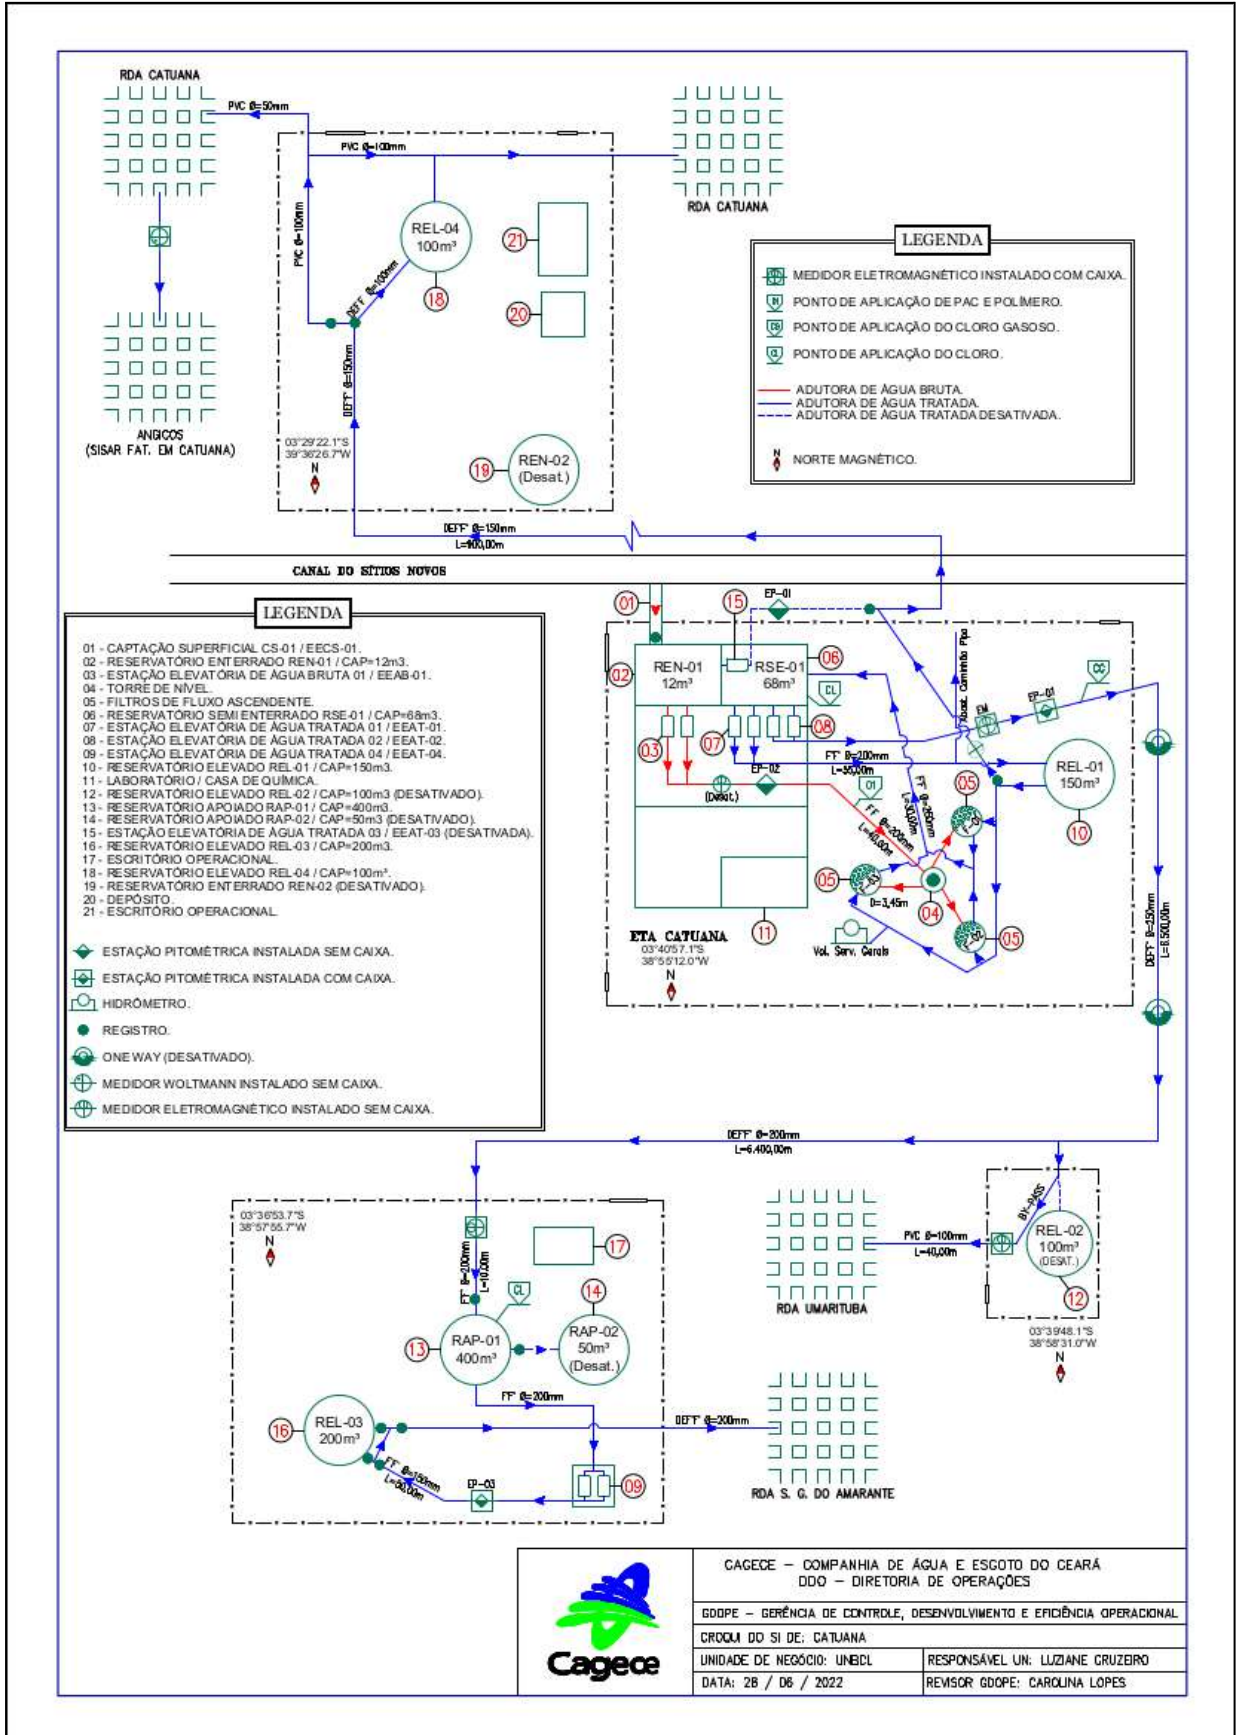 RDA CATUANA
PVC Ø=50mm
PVC Ø=100mm
RDA CATUANA
PVC Ø=100mm
REL-04
100m³
18
21
20
DEFF' Ø=100mm
DEFF' Ø=150mm
ANGICOS
(SISAR FAT. EM CATUANA)
03°29'22.1"S
39°36'26.7"W
N
19
REN-02
(Desat.)
LEGENDA
MEDIDOR ELETROMAGNÉTICO INSTALADO COM CAIXA.
PONTO DE APLICAÇÃO DE PAC E POLÍMERO.
CG
PONTO DE APLICAÇÃO DO CLORO GASOSO.
CL
PONTO DE APLICAÇÃO DO CLORO.
ADUTORA DE ÁGUA BRUTA.
ADUTORA DE ÁGUA TRATADA.
ADUTORA DE ÁGUA TRATADA DESATIVADA.
N
NORTE MAGNÉTICO.
DEFF' Ø=150mm
CANAL DO SÍTIOS NOVOS
LEGENDA
01 - CAPTAÇÃO SUPERFICIAL CS-01 / EECS-01.
02 - RESERVATÓRIO ENTERRADO REN-01 / CAP=12m3.
03 - ESTAÇÃO ELEVATÓRIA DE ÁGUA BRUTA 01 / EEAB-01.
04 - TORRE DE NÍVEL.
05 - FILTROS DE FLUXO ASCENDENTE.
06 - RESERVATÓRIO SEMI ENTERRADO RSE-01 / CAP=68m3.
07 - ESTAÇÃO ELEVATÓRIA DE ÁGUA TRATADA 01 / EEAT-01.
08 - ESTAÇÃO ELEVATÓRIA DE ÁGUA TRATADA 02 / EEAT-02.
09 - ESTAÇÃO ELEVATÓRIA DE ÁGUA TRATADA 04 / EEAT-04.
10 - RESERVATÓRIO ELEVADO REL-01 / CAP=150m3.
11 - LABORATÓRIO / CASA DE QUÍMICA.
12 - RESERVATÓRIO ELEVADO REL-02 / CAP=100m3 (DESATIVADO).
13 - RESERVATÓRIO APOIADO RAP-01 / CAP=400m3.
14 - RESERVATÓRIO APOIADO RAP-02 / CAP=50m3 (DESATIVADO).
15 - ESTAÇÃO ELEVATÓRIA DE ÁGUA TRATADA 03 / EEAT-03 (DESATIVADA).
16 - RESERVATÓRIO ELEVADO REL-03 / CAP=200m3.
17 - ESCRITÓRIO OPERACIONAL.
18 - RESERVATÓRIO ELEVADO REL-04 / CAP=100m³.
19 - RESERVATÓRIO ENTERRADO REN-02 (DESATIVADO).
20 - DEPÓSITO.
21 - ESCRITÓRIO OPERACIONAL.
ESTAÇÃO PITOMÉTRICA INSTALADA SEM CAIXA.
ESTAÇÃO PITOMÉTRICA INSTALADA COM CAIXA.
HIDRÔMETRO.
REGISTRO.
ONE WAY (DESATIVADO).
MEDIDOR WOLTMANN INSTALADO SEM CAIXA.
MEDIDOR ELETROMAGNÉTICO INSTALADO SEM CAIXA.
01
15
EP-01
02
REN-01
12m³
RSE-01
68m³
06
CL
Abast. Caminhão Pipa
EM
EP-01
CG
03
07
08
FF' Ø=200mm
L=50,00m
REL-01
150m³
10
(Desat.)
EP-02
01
FF Ø=200mm
L=40,00m
FF' Ø=250mm
L=30,00m
05
05
F-03
D=3,45m
04
05
11
ETA CATUANA
03°40'57.1"S
38°55'12.0"W
N
Vol. Serv. Gerais
DEFF' Ø=250mm
L=8.500,00m
DEFF' Ø=200mm
L=6.400,00m
03°36'53.7"S
38°57'55.7"W
N
FF' Ø=200mm
L=10,00m
17
CL
14
13
RAP-01
400m³
RAP-02
50m³
(Desat.)
FF' Ø=200mm
16
REL-03
200m³
FF' Ø=150mm
L=50,00m
EP-03
09
DEFF' Ø=200mm
RDA S. G. DO AMARANTE
RDA UMARITUBA
PVC Ø=100mm
L=40,00m
BY-PASS
REL-02
100m³
(DESAT.)
12
03°39'48.1"S
38°58'31.0"W
N
Cagece
CAGECE – COMPANHIA DE ÁGUA E ESGOTO DO CEARÁ
DDO – DIRETORIA DE OPERAÇÕES
GDOPE – GERÊNCIA DE CONTROLE, DESENVOLVIMENTO E EFICIÊNCIA OPERACIONAL
CROQUI DO SI DE: CATUANA
UNIDADE DE NEGÓCIO: UNBCL
RESPONSÁVEL UN: LUZIANE CRUZEIRO
DATA: 28 / 06 / 2022
REVISOR GDOPE: CAROLINA LOPES